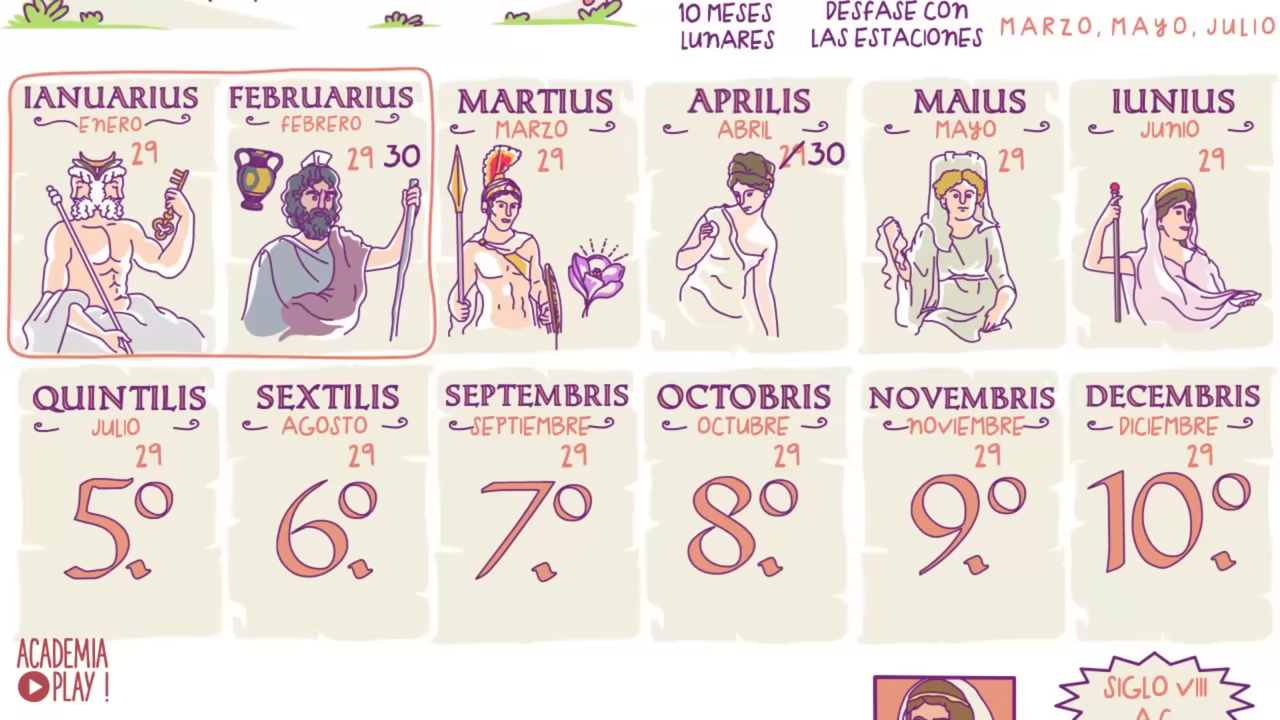 10 MESES
LUNARES
DESFASE CON
LAS ESTACIONES
MARZO, MAYO, JULIO
IANUARIUS
ENERO
29
FEBRUARIUS
FEBRERO
29 30
MARTIUS
MARZO
29
APRILIS
ABRIL
29/30
MAIUS
MAYO
29
IUNIUS
JUNIO
29
QUINTILIS
JULIO
29
5º.
SEXTILIS
AGOSTO
29
6º.
SEPTEMBRIS
SEPTIEMBRE
29
7º.
OCTOBRIS
OCTUBRE
29
8º.
NOVEMBRIS
NOVIEMBRE
29
9º.
DECEMBRIS
DICIEMBRE
29
10º.
ACADEMIA
PLAY !
SIGLO VIII
A.C.